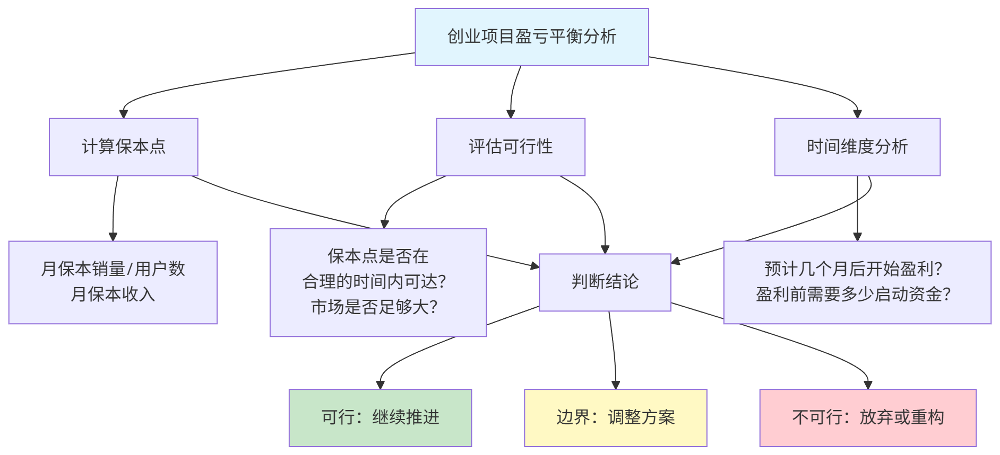 创业项目盈亏平衡分析
计算保本点
评估可行性
时间维度分析
月保本销量/用户数
月保本收入
保本点是否在
合理的时间内可达?
市场是否足够大?
判断结论
预计几个月后开始盈利?
盈利前需要多少启动资金?
可行：继续推进
边界：调整方案
不可行：放弃或重构